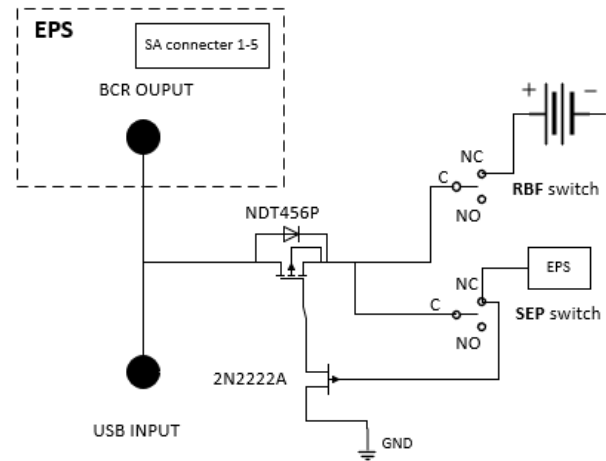 EPS
SA connecter 1-5
BCR OUPUT
+
−
NC
C
RBF switch
NO
NDT456P
NC
EPS
C
SEP switch
NO
2N2222A
USB INPUT
GND